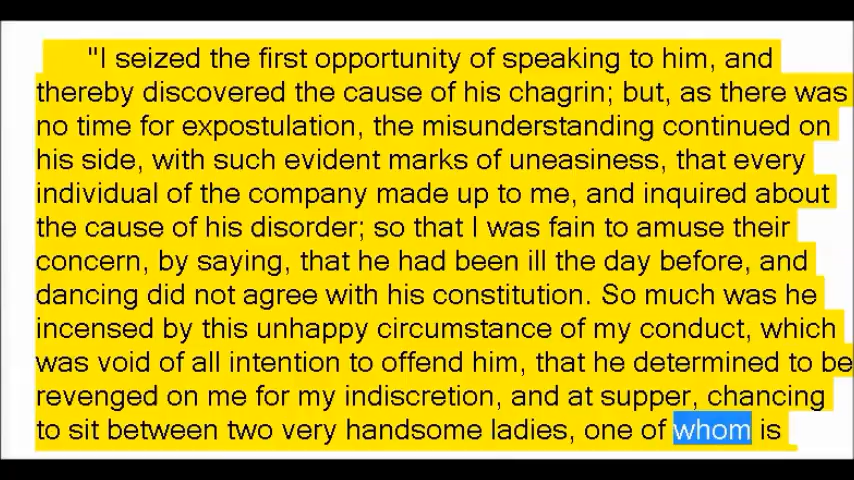 "I seized the first opportunity of speaking to him, and
thereby discovered the cause of his chagrin; but, as there was
no time for expostulation, the misunderstanding continued on
his side, with such evident marks of uneasiness, that every
individual of the company made up to me, and inquired about
the cause of his disorder; so that I was fain to amuse their
concern, by saying, that he had been ill the day before, and
dancing did not agree with his constitution. So much was he
incensed by this unhappy circumstance of my conduct, which
was void of all intention to offend him, that he determined to be
revenged on me for my indiscretion, and at supper, chancing
to sit between two very handsome ladies, one of whom is